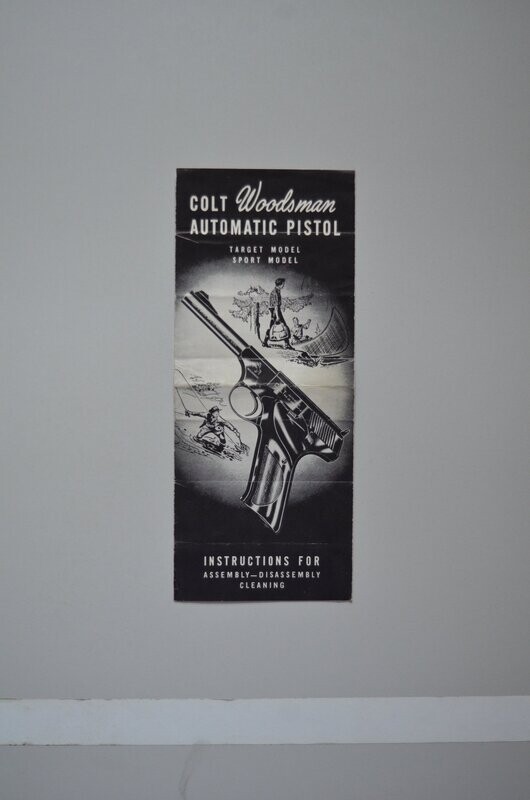 COLT Woodsman
AUTOMATIC PISTOL
TARGET MODEL
SPORT MODEL
INSTRUCTIONS FOR
ASSEMBLY—DISASSEMBLY
CLEANING